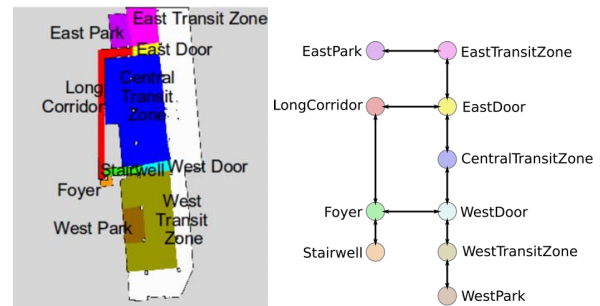 East Transit Zone
East Park
East Door
Long
Corridor
Central
Transit
Zone
Stairwell
West Door
Foyer
West
Transit
Zone
West Park
EastPark
EastTransitZone
LongCorridor
EastDoor
CentralTransitZone
Foyer
WestDoor
Stairwell
WestTransitZone
WestPark